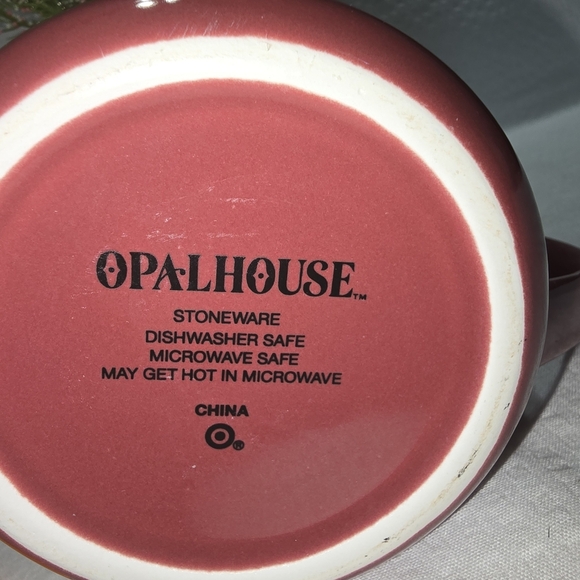 OPALHOUSE™
STONEWARE
DISHWASHER SAFE
MICROWAVE SAFE
MAY GET HOT IN MICROWAVE
CHINA
®